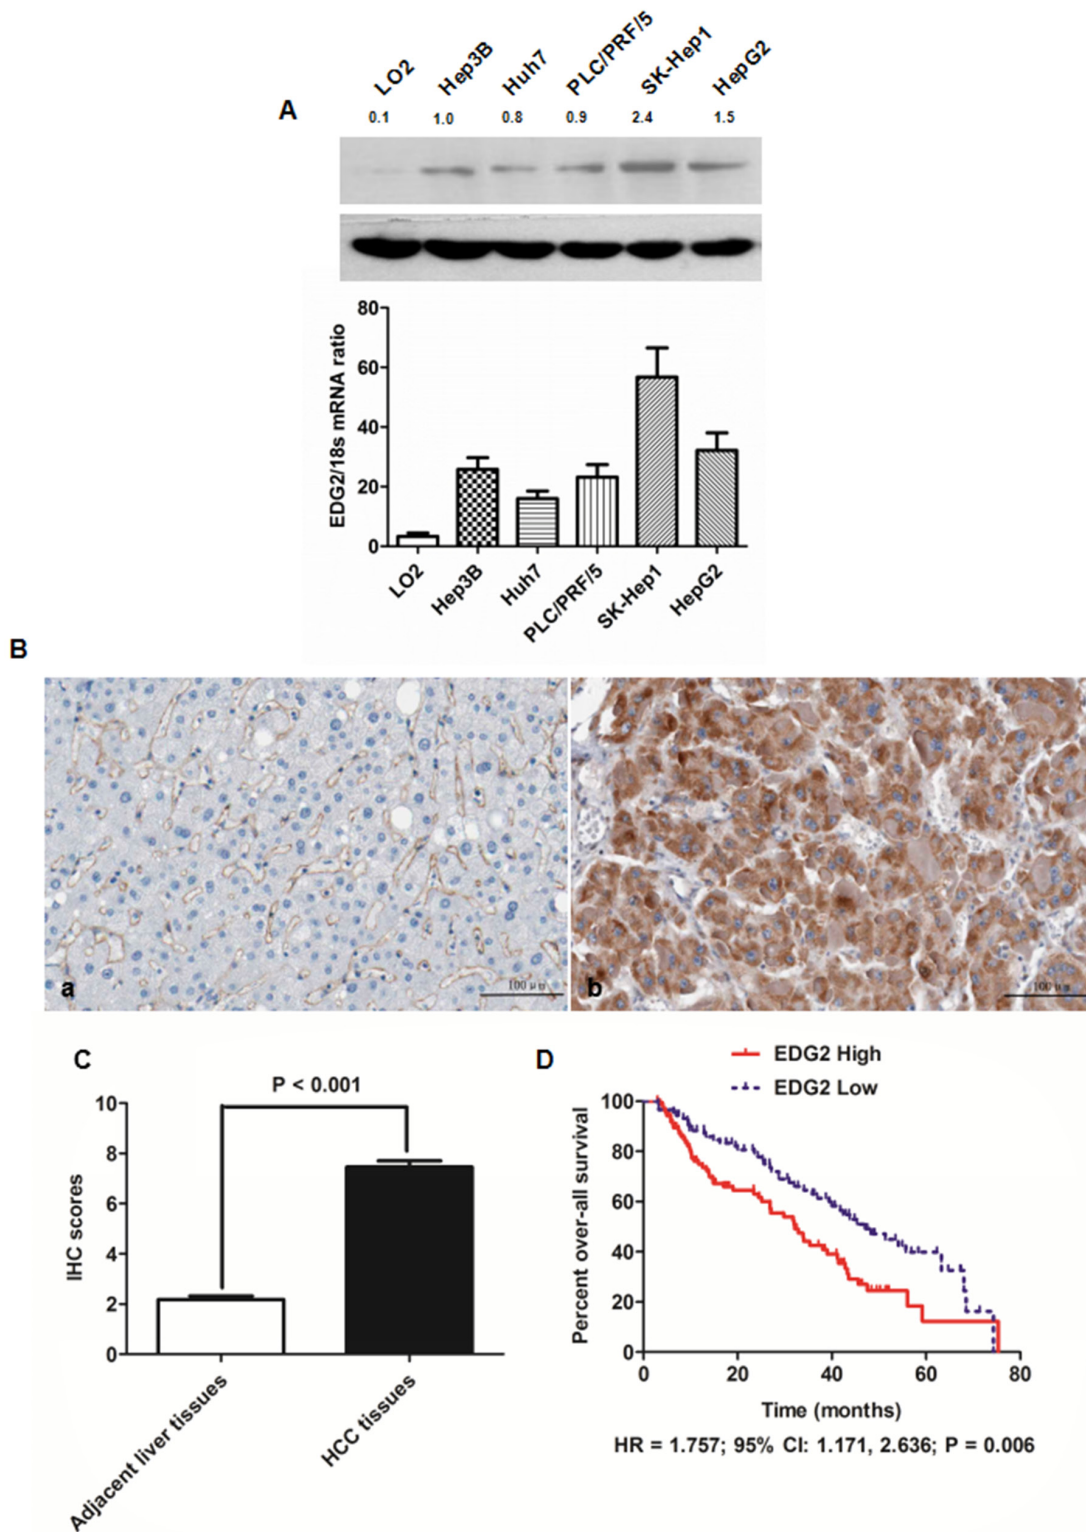 LO2 Hep3B Huh7 PLC/PRF/5 SK-Hep1 HepG2
A
0.1 1.0 0.8 0.9 2.4 1.5
EDG2/18s mRNA ratio
80
60
40
20
0
LO2 Hep3B Huh7 PLC/PRF/5 SK-Hep1 HepG2
B
a
100 μm
b
100 μm
C
P < 0.001
IHC scores
10
8
6
4
2
0
Adjacent liver tissues
HCC tissues
D
EDG2 High
EDG2 Low
Percent over-all survival
100
80
60
40
20
0
0 20 40 60 80
Time (months)
HR = 1.757; 95% CI: 1.171, 2.636; P = 0.006